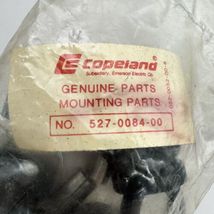 Copeland
Subsidiary, Emerson Electric Co.
GENUINE PARTS
MOUNTING PARTS
NO. 527-0084-00